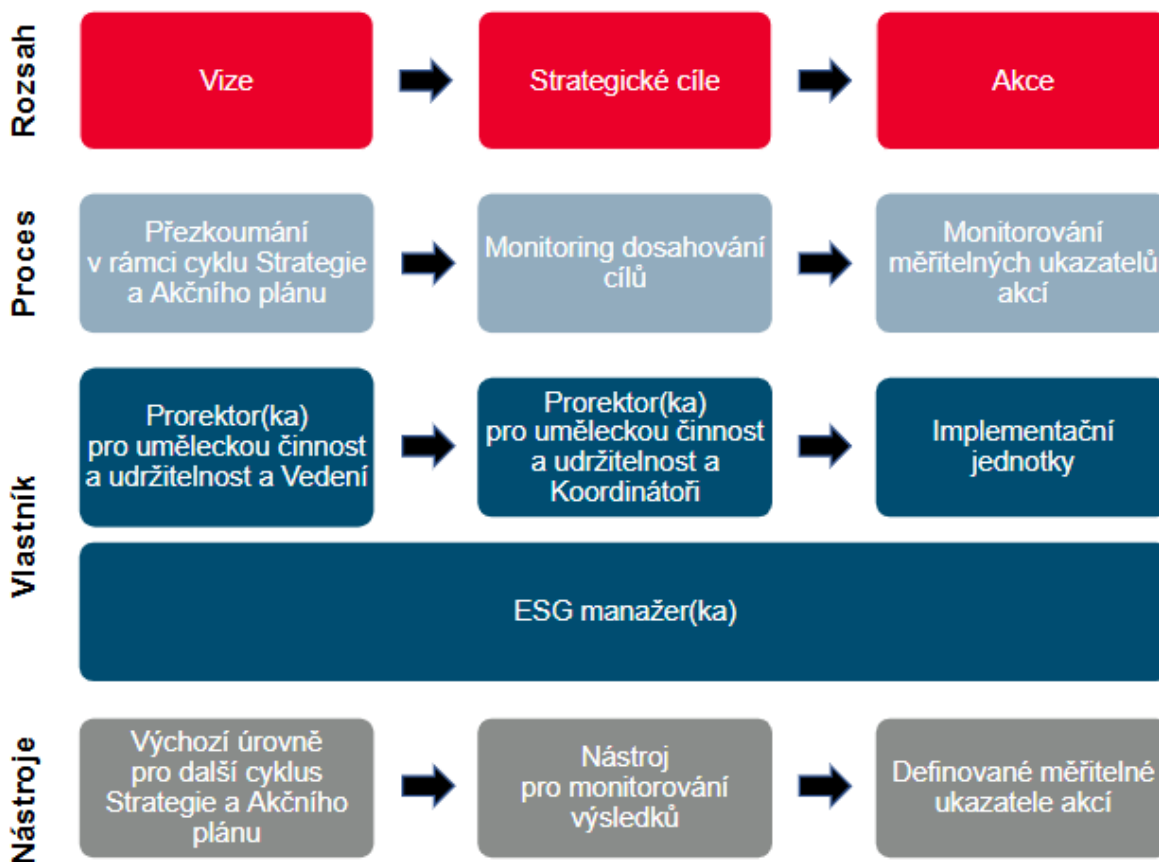 Rozsah
Vize
Strategické cíle
Akce
Proces
Přezkoumání
v rámci cyklu Strategie
a Akčního plánu
Monitoring dosahování
cílů
Monitorování
měřitelných ukazatelů
akcí
Vlastník
Prorektor(ka)
pro uměleckou činnost
a udržitelnost a Vedení
Prorektor(ka)
pro uměleckou činnost
a udržitelnost a
Koordinátoři
Implementační
jednotky
ESG manažer(ka)
Nástroje
Výchozí úrovně
pro další cyklus
Strategie a Akčního
plánu
Nástroj
pro monitorování
výsledků
Definované měřitelné
ukazatele akcí